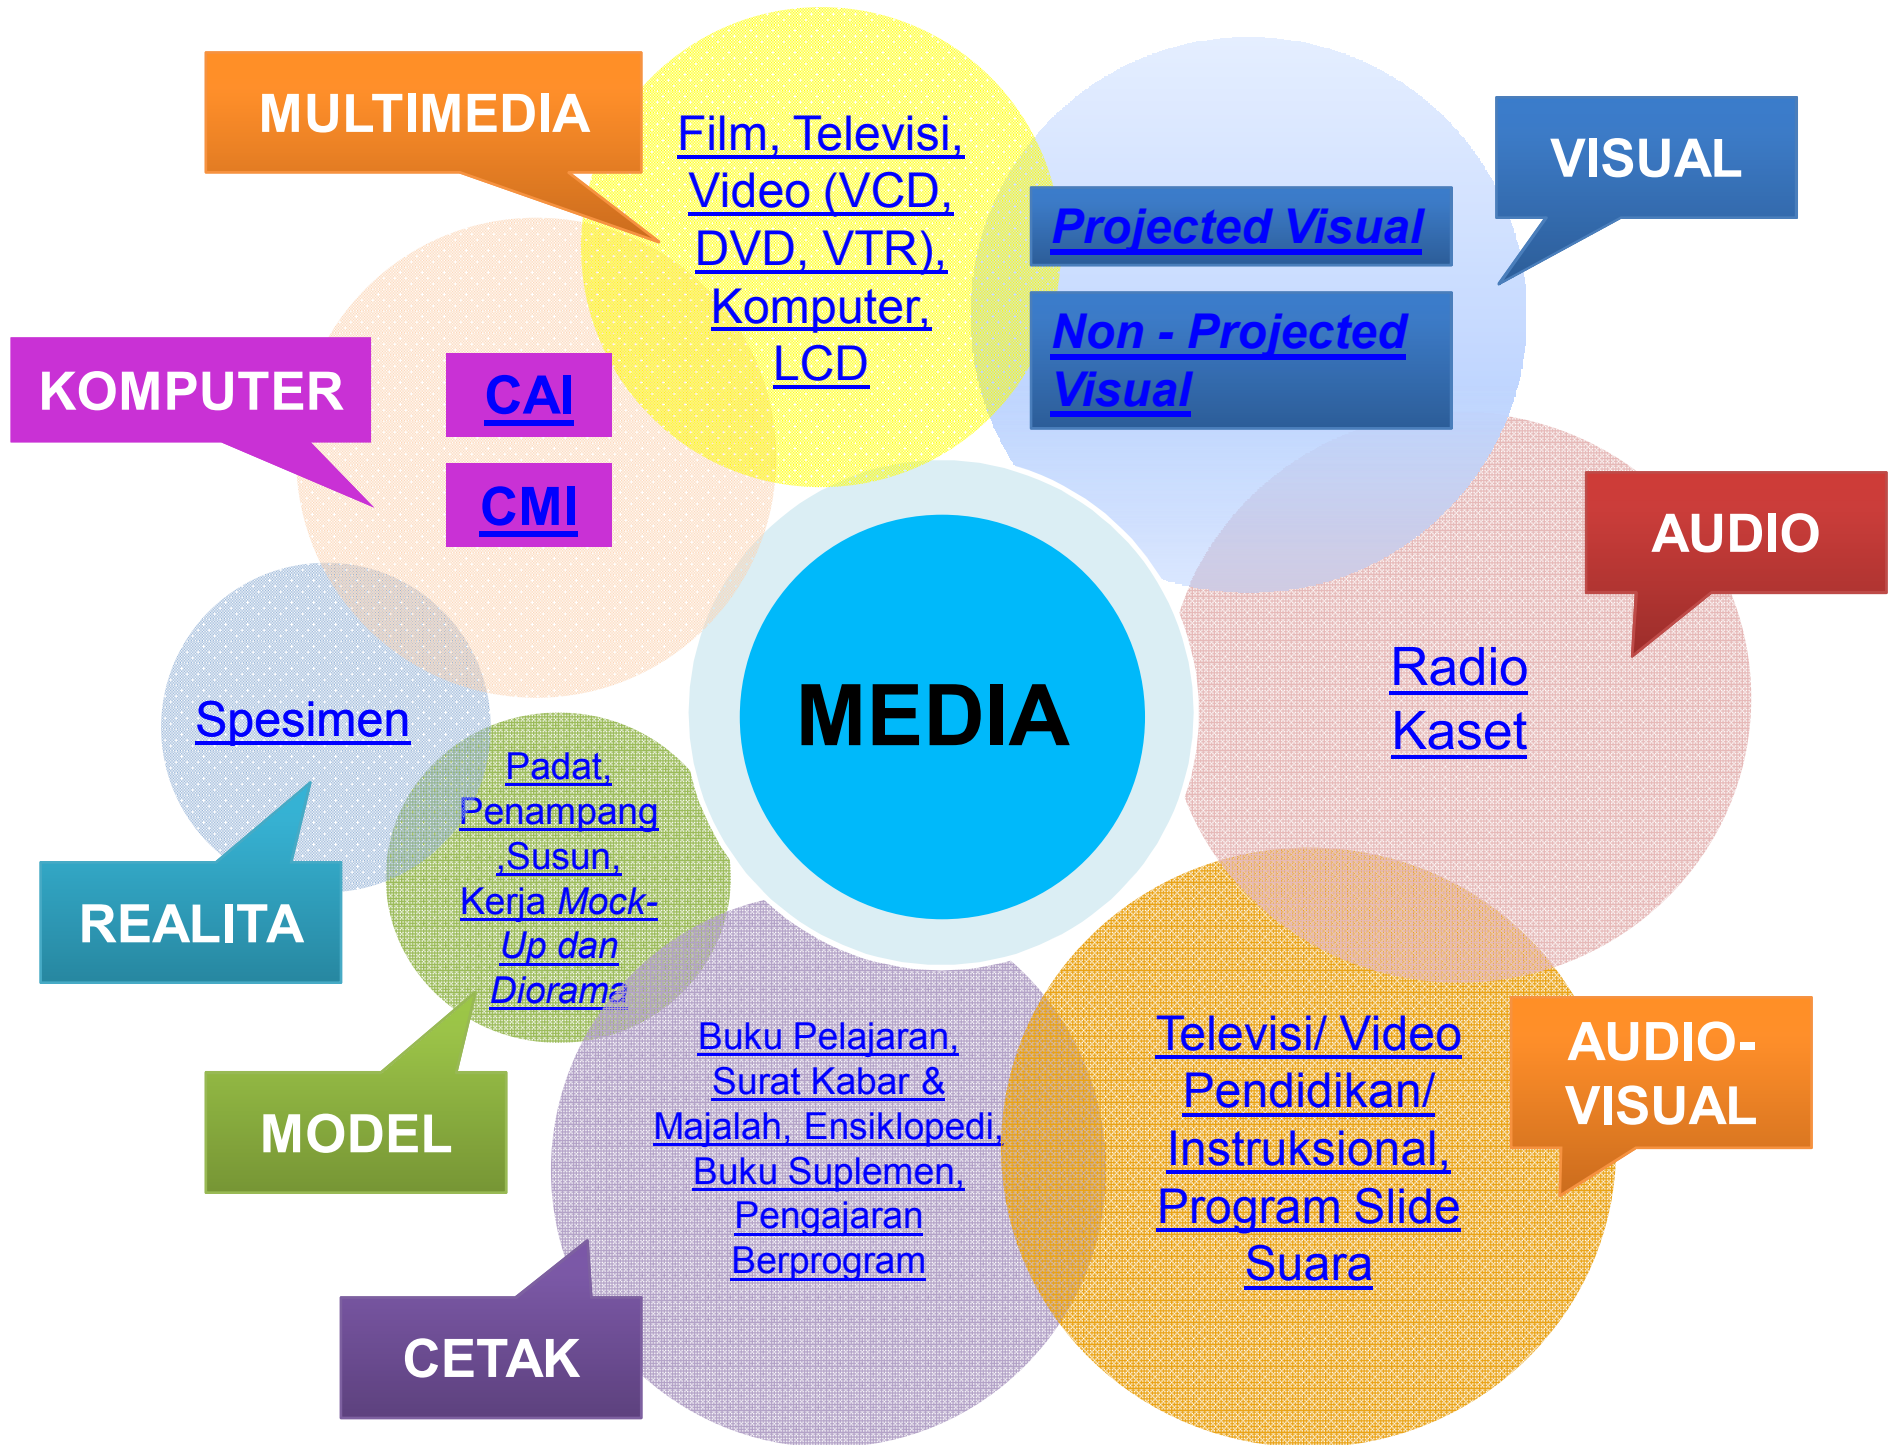 MULTIMEDIA
Film, Televisi,
Video (VCD,
DVD, VTR),
Komputer,
LCD
VISUAL
Projected Visual
Non - Projected
Visual
KOMPUTER
CAI
CMI
AUDIO
Radio
Kaset
MEDIA
Spesimen
REALITA
Padat,
Penampang
,Susun,
Kerja Mock-
Up dan
Diorama
MODEL
Buku Pelajaran,
Surat Kabar &
Majalah, Ensiklopedi,
Buku Suplemen,
Pengajaran
Berprogram
CETAK
Televisi/ Video
Pendidikan/
Instruksional,
Program Slide
Suara
AUDIO-
VISUAL